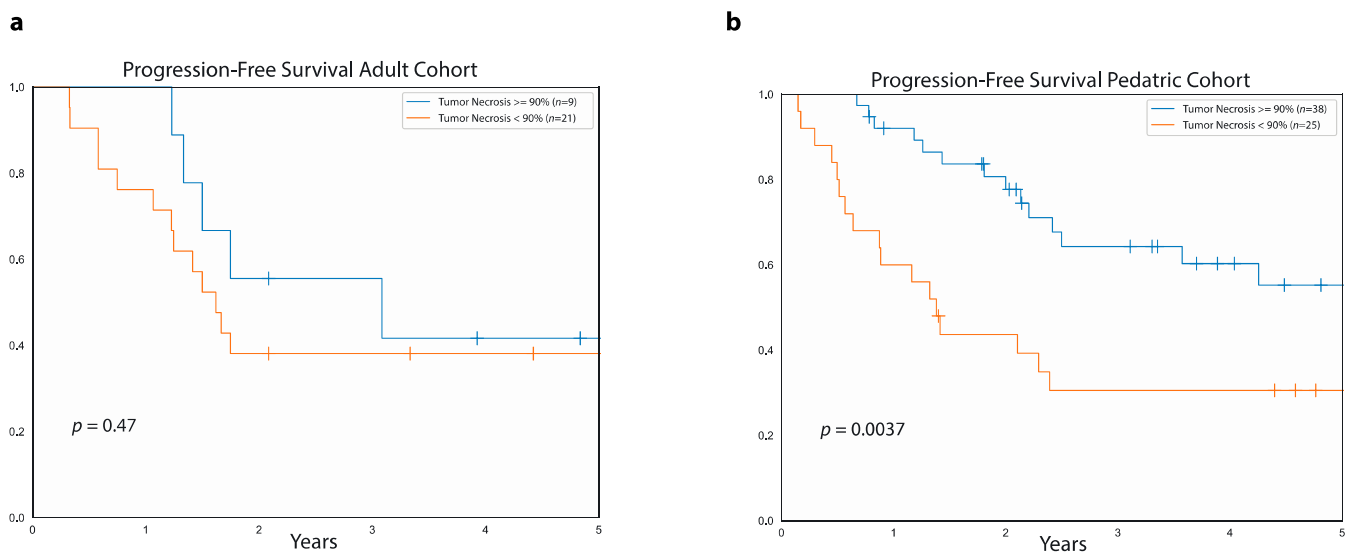 a
Progression-Free Survival Adult Cohort
1.0
0.8
0.6
0.4
0.2
0.0
Tumor Necrosis >= 90% (n=9)
Tumor Necrosis < 90% (n=21)
p = 0.47
0 1 2 3 4 5
Years
b
Progression-Free Survival Pedatric Cohort
1.0
0.8
0.6
0.4
0.2
0.0
Tumor Necrosis >= 90% (n=38)
Tumor Necrosis < 90% (n=25)
p = 0.0037
0 1 2 3 4 5
Years